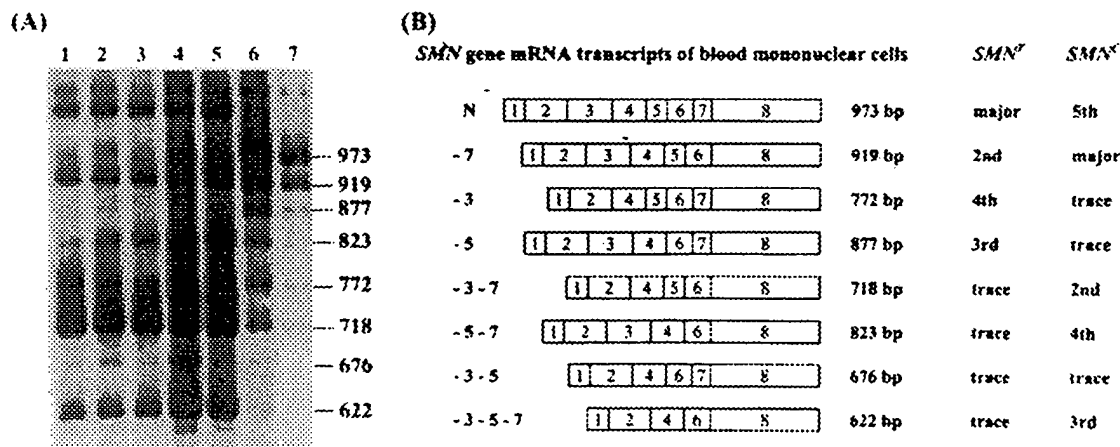 (A)
1 2 3 4 5 6 7
973
919
877
823
772
718
676
622
(B)
SMN gene mRNA transcripts of blood mononuclear cells SMNᵀ SMNᶜ
N 1 2 3 4 5 6 7 8 973 bp major 5th
-7 1 2 3 4 5 6 8 919 bp 2nd major
-3 1 2 4 5 6 7 8 772 bp 4th trace
-5 1 2 3 4 6 7 8 877 bp 3rd trace
-3-7 1 2 4 5 6 8 718 bp trace 2nd
-5-7 1 2 3 4 6 8 823 bp trace 4th
-3-5 1 2 4 6 7 8 676 bp trace trace
-3-5-7 1 2 4 6 8 622 bp trace 3rd